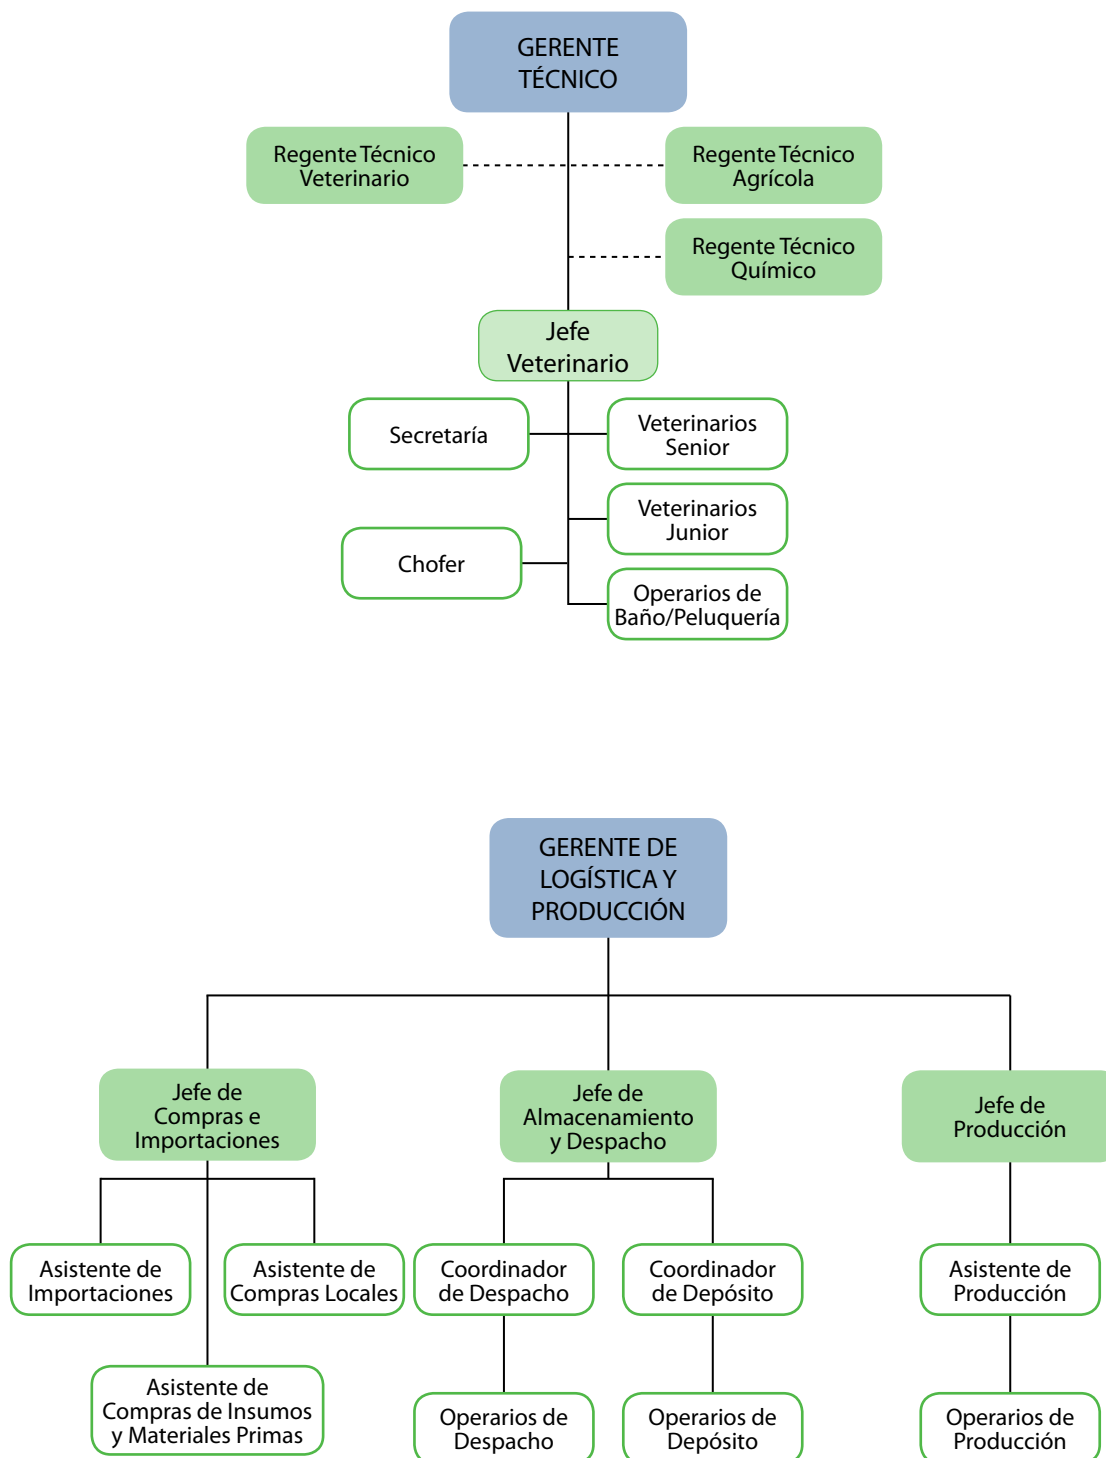 GERENTE
TÉCNICO
Regente Técnico
Veterinario
Regente Técnico
Agrícola
Regente Técnico
Químico
Jefe
Veterinario
Secretaría
Veterinarios
Senior
Veterinarios
Junior
Chofer
Operarios de
Baño/Peluquería
GERENTE DE
LOGÍSTICA Y
PRODUCCIÓN
Jefe de
Compras e
Importaciones
Jefe de
Almacenamiento
y Despacho
Jefe de
Producción
Asistente de
Importaciones
Asistente de
Compras Locales
Coordinador
de Despacho
Coordinador
de Depósito
Asistente de
Producción
Asistente de
Compras de Insumos
y Materiales Primas
Operarios de
Despacho
Operarios de
Depósito
Operarios de
Producción